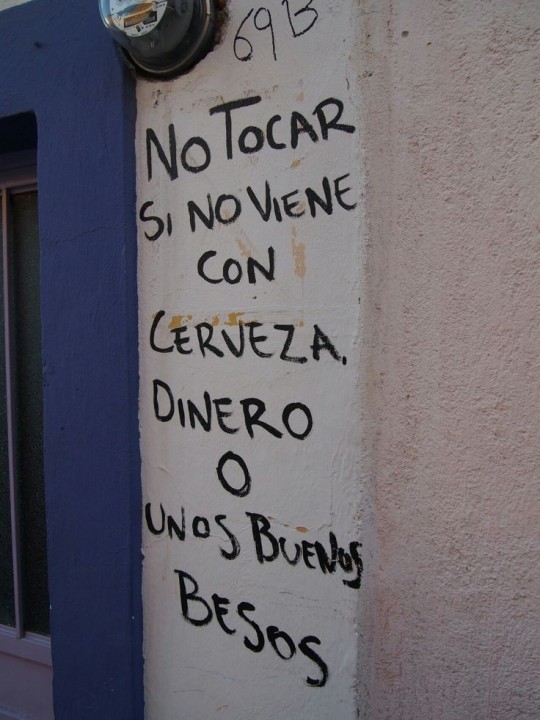 69B
NO TOCAR
SI NO VIENE
CON
CERVEZA.
DINERO
O
UNOS BUENOS
BESOS